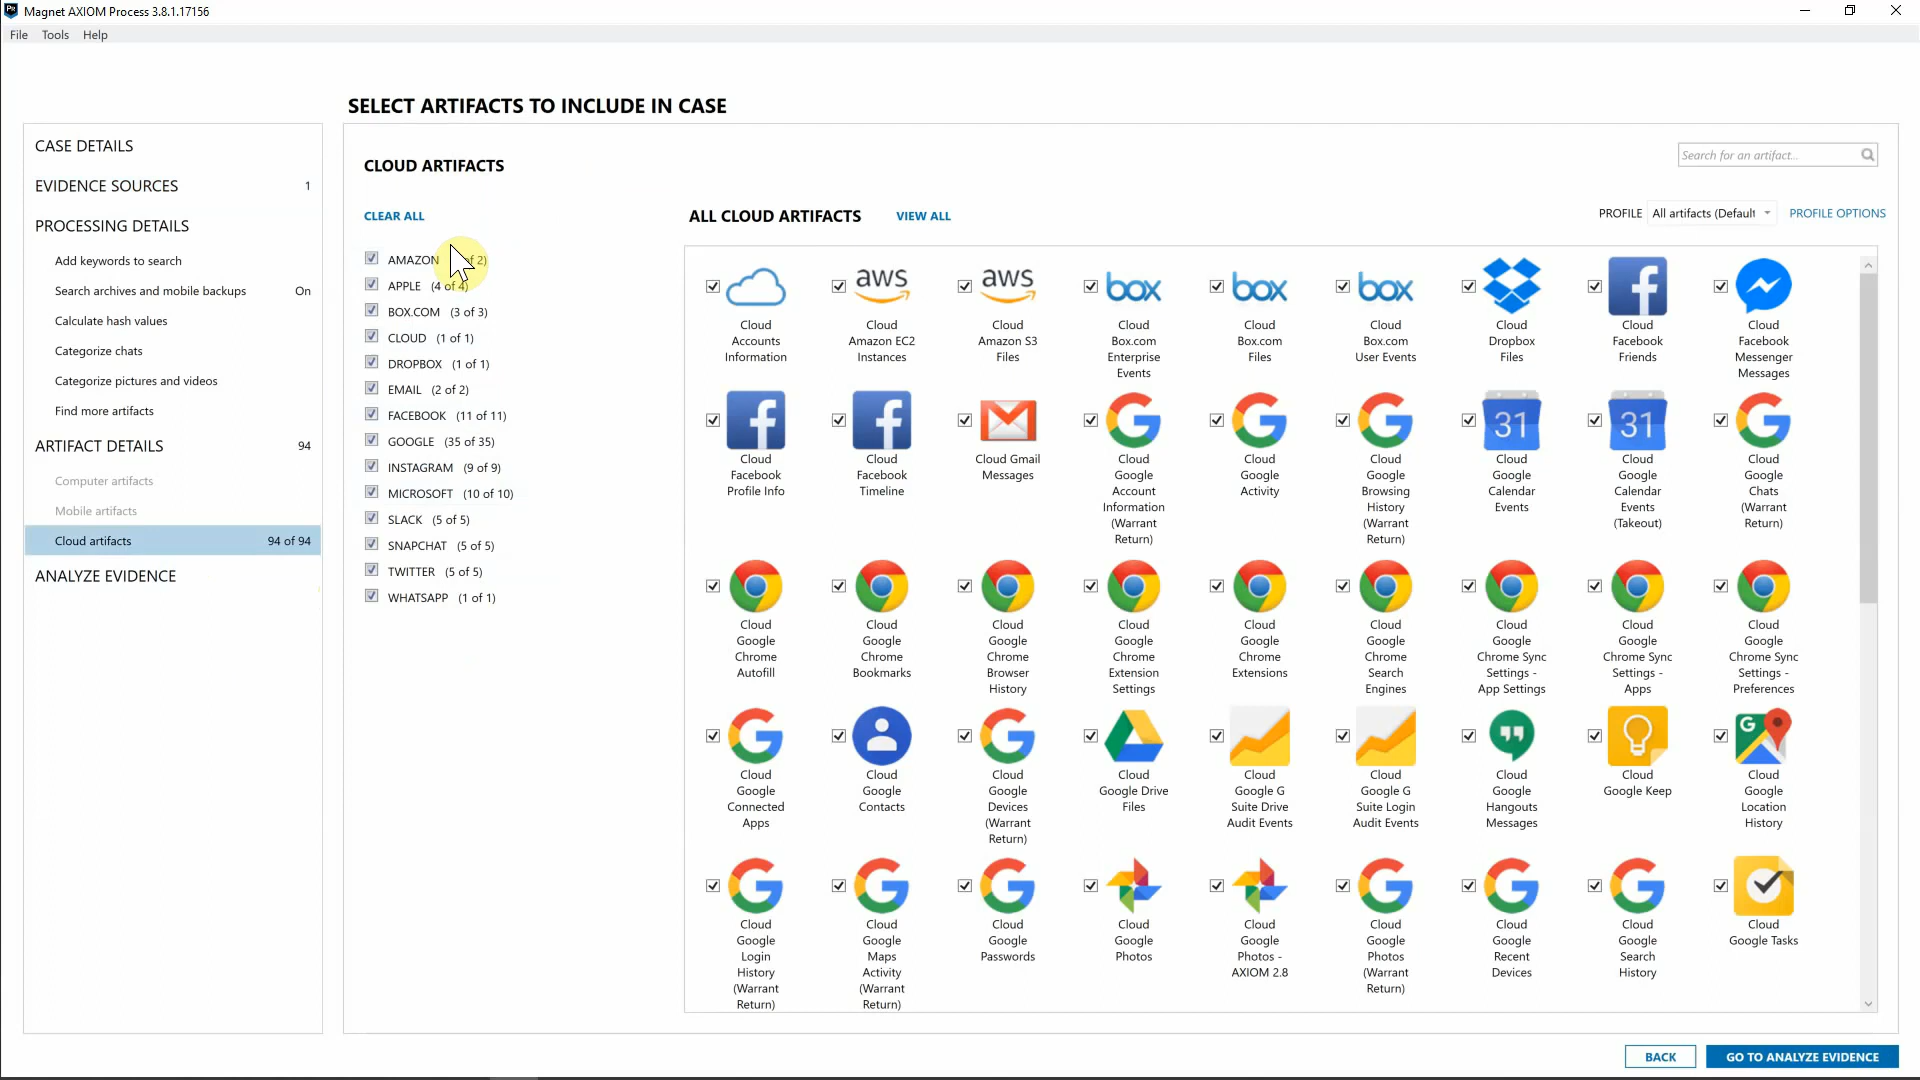 Magnet AXIOM Process 3.8.1.17156
File Tools Help
SELECT ARTIFACTS TO INCLUDE IN CASE
CASE DETAILS
EVIDENCE SOURCES 1
PROCESSING DETAILS
Add keywords to search
Search archives and mobile backups On
Calculate hash values
Categorize chats
Categorize pictures and videos
Find more artifacts
ARTIFACT DETAILS 94
Computer artifacts
Mobile artifacts
Cloud artifacts 94 of 94
ANALYZE EVIDENCE
CLOUD ARTIFACTS
Search for an artifact...
CLEAR ALL
AMAZON of 2)
APPLE (4 of 4)
BOX.COM (3 of 3)
CLOUD (1 of 1)
DROPBOX (1 of 1)
EMAIL (2 of 2)
FACEBOOK (11 of 11)
GOOGLE (35 of 35)
INSTAGRAM (9 of 9)
MICROSOFT (10 of 10)
SLACK (5 of 5)
SNAPCHAT (5 of 5)
TWITTER (5 of 5)
WHATSAPP (1 of 1)
ALL CLOUD ARTIFACTS VIEW ALL
PROFILE All artifacts (Default PROFILE OPTIONS
Cloud
Accounts
Information
aws
Cloud
Amazon EC2
Instances
aws
Cloud
Amazon S3
Files
box
Cloud
Box.com
Enterprise
Events
box
Cloud
Box.com
Files
box
Cloud
Box.com
User Events
Cloud
Dropbox
Files
Cloud
Facebook
Friends
Cloud
Facebook
Messenger
Messages
Cloud
Facebook
Profile Info
Cloud
Facebook
Timeline
Cloud Gmail
Messages
Cloud
Google
Account
Information
(Warrant
Return)
Cloud
Google
Activity
Cloud
Google
Browsing
History
(Warrant
Return)
31
Cloud
Google
Calendar
Events
31
Cloud
Google
Calendar
Events
(Takeout)
Cloud
Google
Chats
(Warrant
Return)
Cloud
Google
Chrome
Autofill
Cloud
Google
Chrome
Bookmarks
Cloud
Google
Chrome
Browser
History
Cloud
Google
Chrome
Extension
Settings
Cloud
Google
Chrome
Extensions
Cloud
Google
Chrome
Search
Engines
Cloud
Google
Chrome Sync
Settings -
App Settings
Cloud
Google
Chrome Sync
Settings -
Apps
Cloud
Google
Chrome Sync
Settings -
Preferences
Cloud
Google
Connected
Apps
Cloud
Google
Contacts
Cloud
Google
Devices
(Warrant
Return)
Cloud
Google Drive
Files
Cloud
Google G
Suite Drive
Audit Events
Cloud
Google G
Suite Login
Audit Events
Cloud
Google
Hangouts
Messages
Cloud
Google Keep
Cloud
Google
Location
History
Cloud
Google
Login
History
(Warrant
Return)
Cloud
Google
Maps
Activity
(Warrant
Return)
Cloud
Google
Passwords
Cloud
Google
Photos
Cloud
Google
Photos -
AXIOM 2.8
Cloud
Google
Photos
(Warrant
Return)
Cloud
Google
Recent
Devices
Cloud
Google
Search
History
Cloud
Google Tasks
BACK
GO TO ANALYZE EVIDENCE